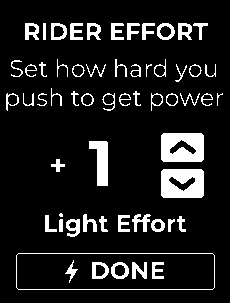 RIDER EFFORT
Set how hard you
push to get power
+ 1
Light Effort
DONE